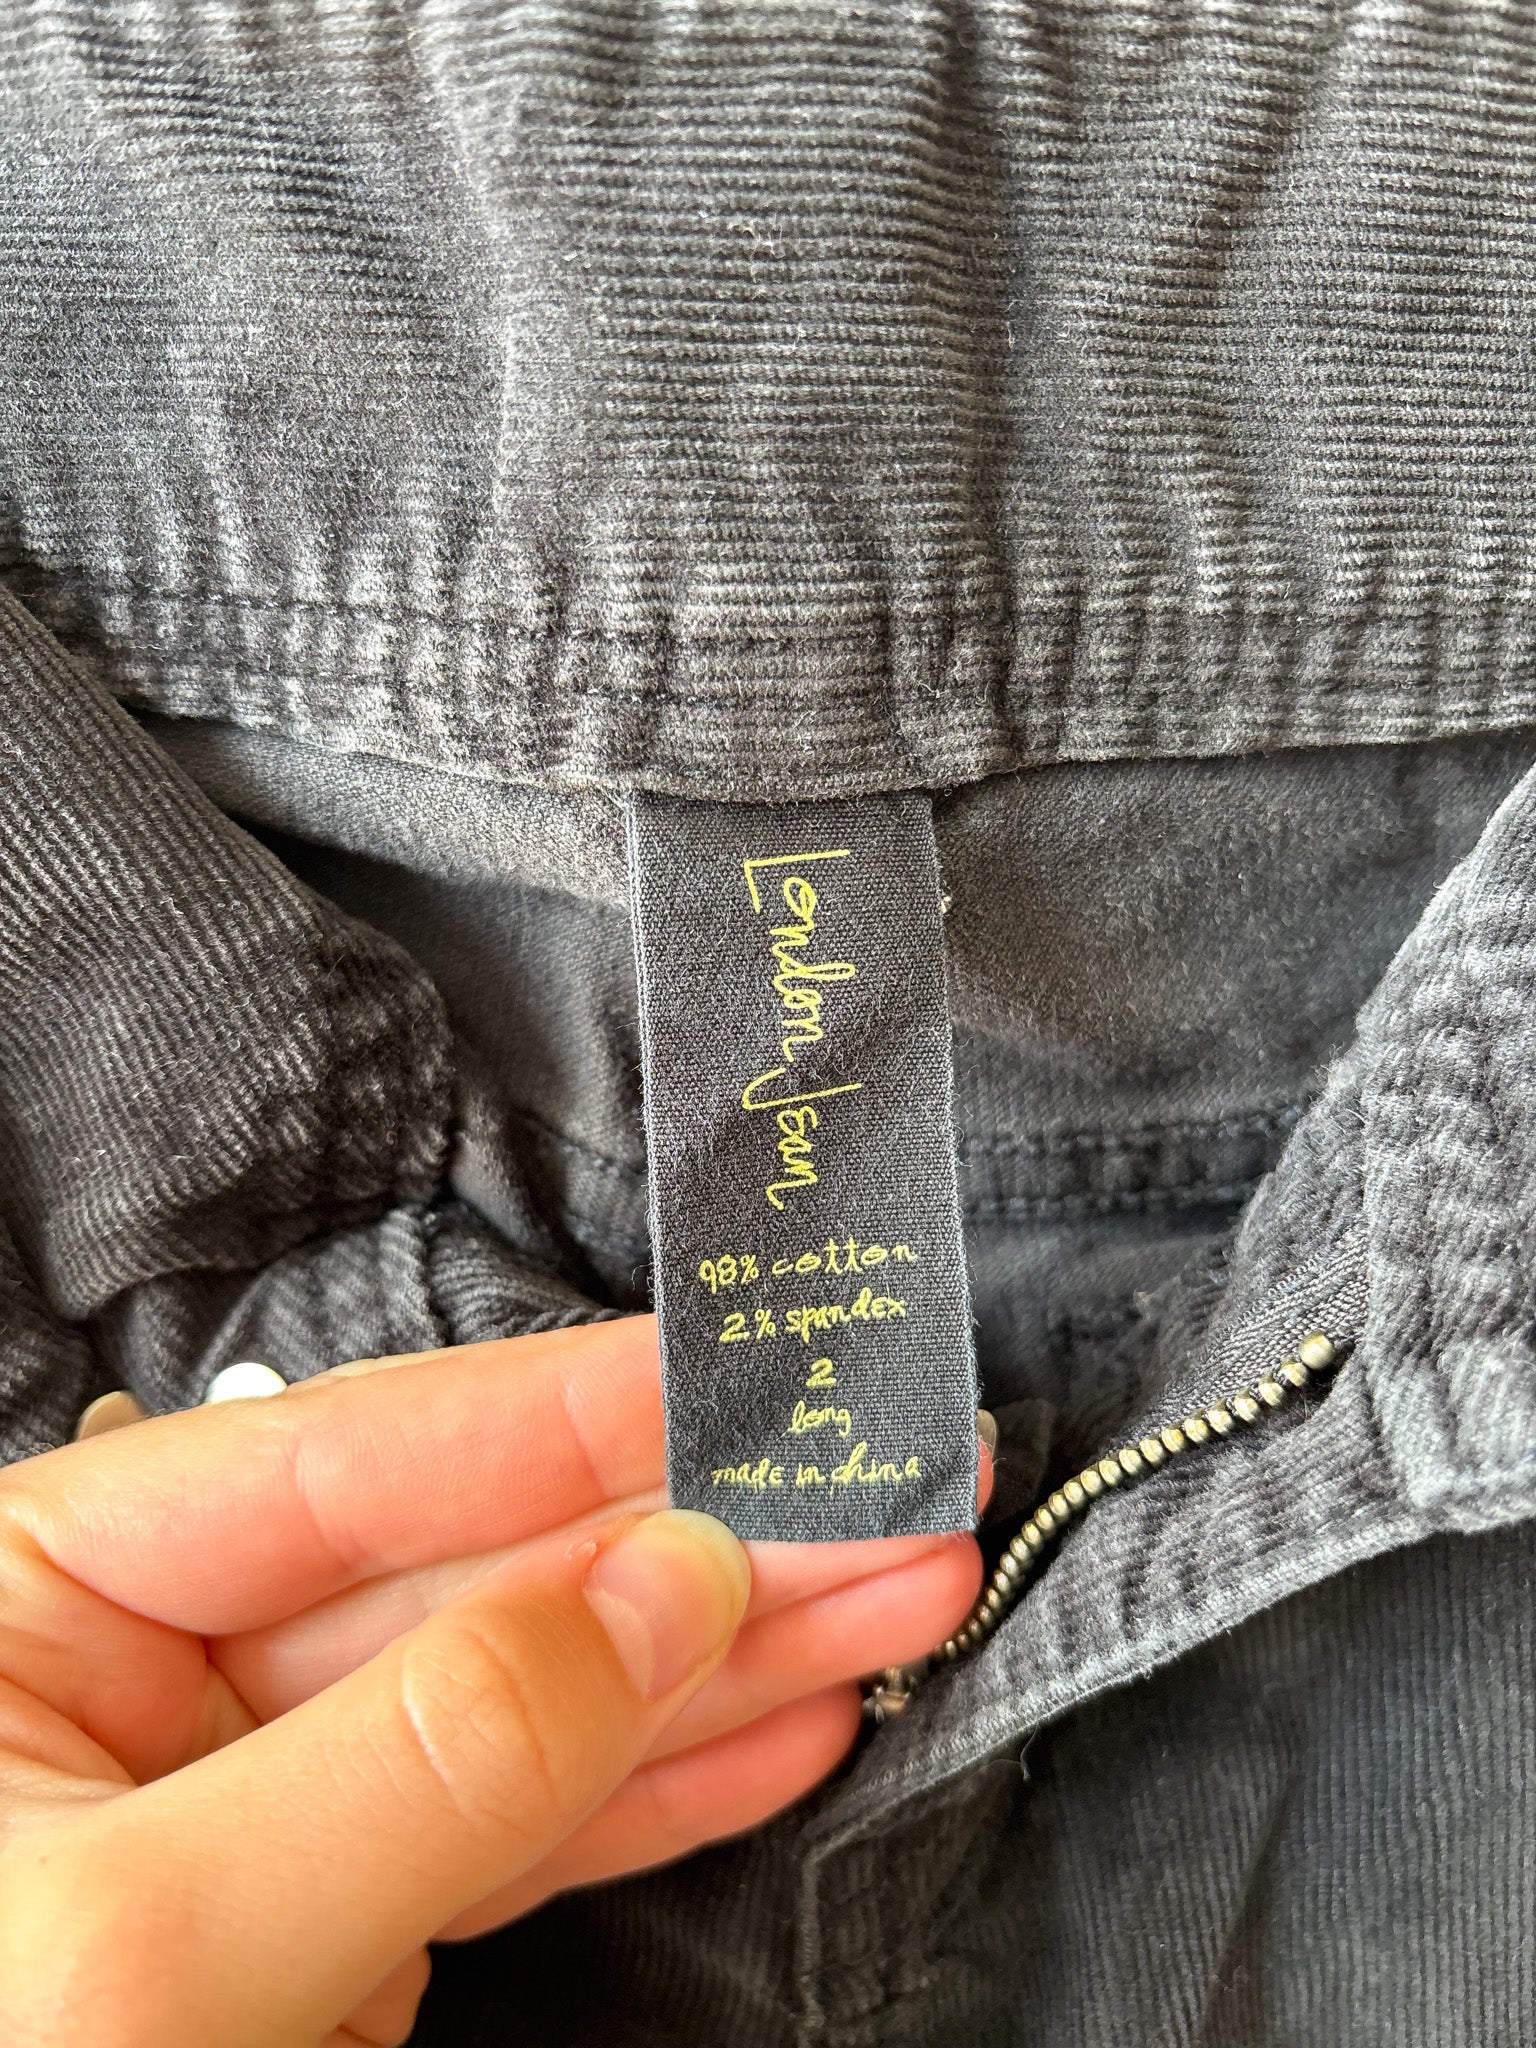 London Jean
98% cotton
2% spandex
2
long
made in china